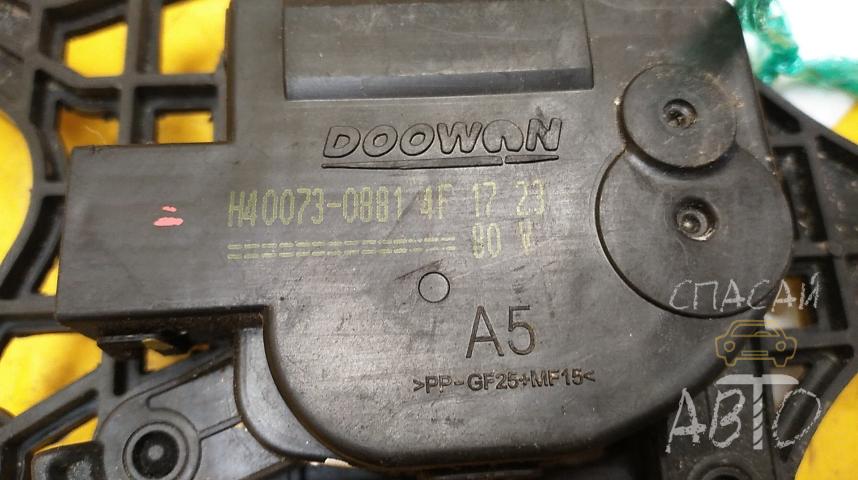 DOOWON
H40073-0881 4F 17 23
============== 80 V
A5
>PP-GF25+MF15<
СПАСАЙ
АВТО